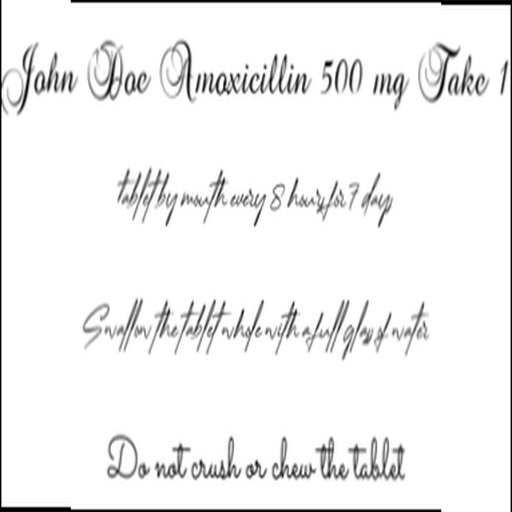 John Doe Amoxicillin 500 mg Take 1
tablet by mouth every 8 hours for 7 days
Swallow the tablet whole with a full glass of water
Do not crush or chew the tablet